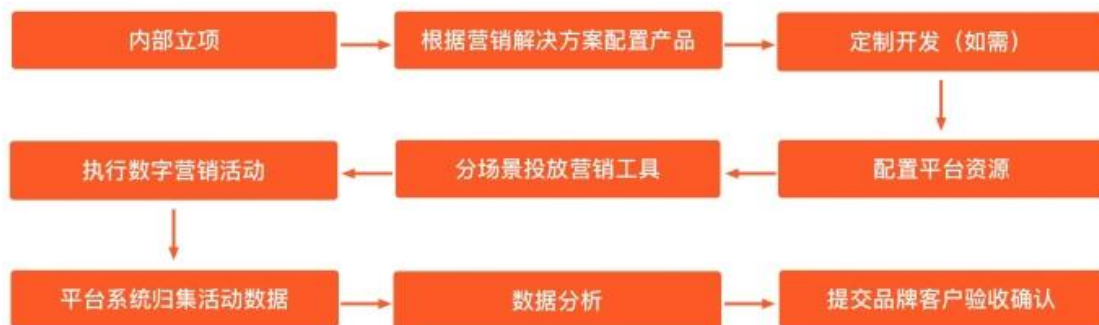 内部立项
根据营销解决方案配置产品
定制开发（如需）
配置平台资源
分场景投放营销工具
执行数字营销活动
平台系统归集活动数据
数据分析
提交品牌客户验收确认